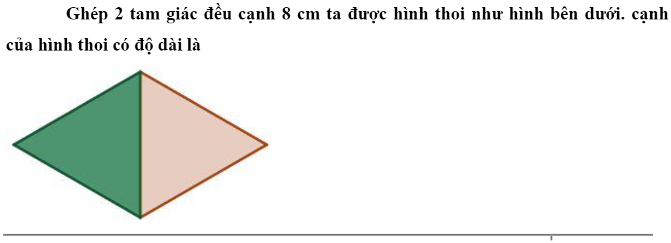 Ghép 2 tam giác đều cạnh 8 cm ta được hình thoi như hình bên dưới. cạnh
của hình thoi có độ dài là